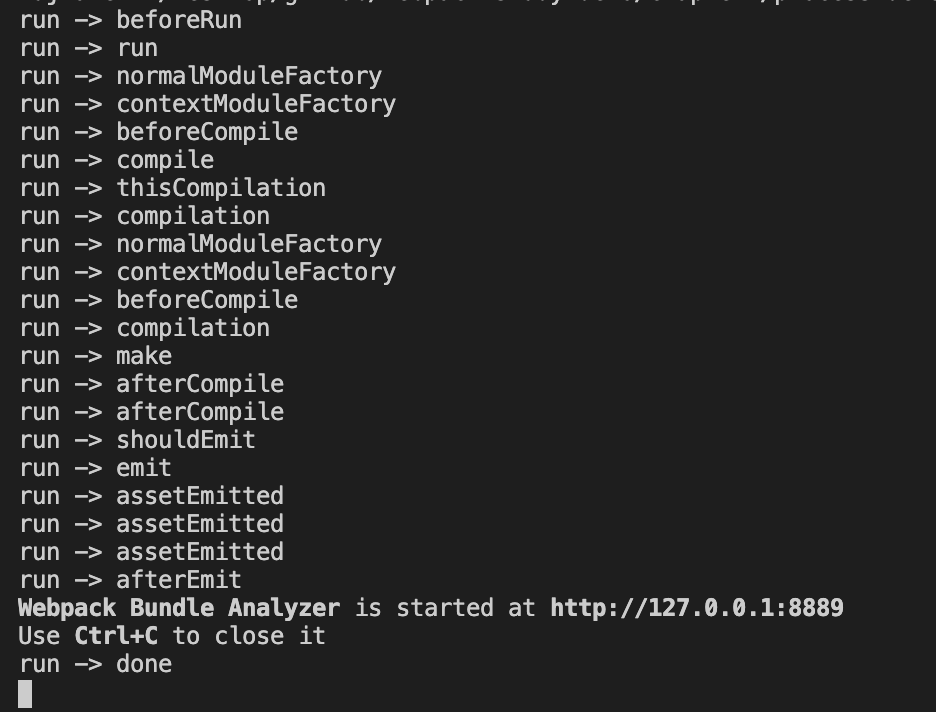 run -> beforeRun
run -> run
run -> normalModuleFactory
run -> contextModuleFactory
run -> beforeCompile
run -> compile
run -> thisCompilation
run -> compilation
run -> normalModuleFactory
run -> contextModuleFactory
run -> beforeCompile
run -> compilation
run -> make
run -> afterCompile
run -> afterCompile
run -> shouldEmit
run -> emit
run -> assetEmitted
run -> assetEmitted
run -> assetEmitted
run -> afterEmit
Webpack Bundle Analyzer is started at http://127.0.0.1:8889
Use Ctrl+C to close it
run -> done